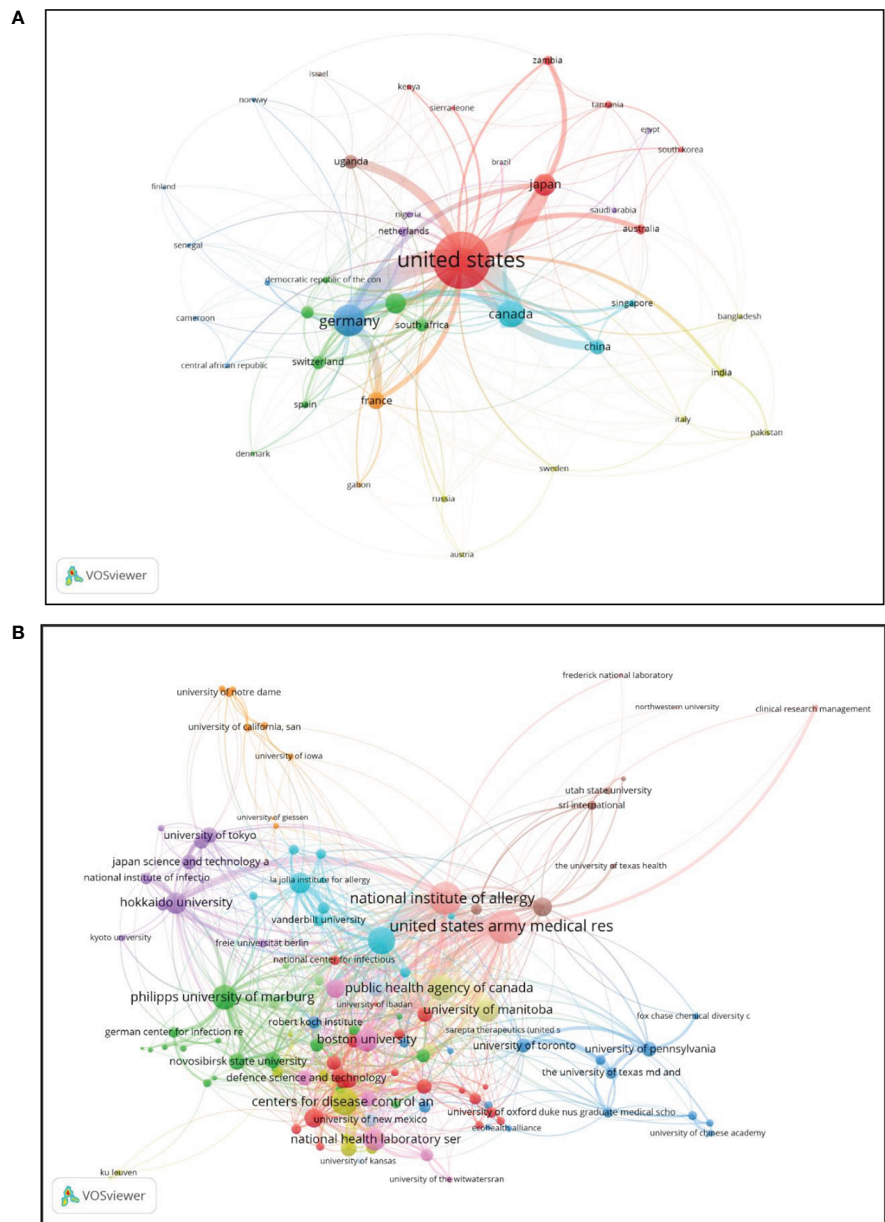 A
israel
zambia
kenya
norway
sierra leone
tanzania
egypt
south korea
uganda
brazil
japan
finland
nigeria
saudi arabia
netherlands
australia
senegal
united states
democratic republic of the con
singapore
cameroon
germany
canada
bangladesh
south africa
china
central african republic
switzerland
india
france
spain
italy
pakistan
denmark
sweden
gabon
russia
austria
VOSviewer
B
frederick national laboratory
university of notre dame
northwestern university
clinical research management
university of california, san
university of iowa
utah state university
sri international
university of giessen
university of tokyo
japan science and technology a
the university of texas health
national institute of infectio
la jolla institute for allergy
national institute of allergy
hokkaido university
vanderbilt university
united states army medical res
kyoto university
freie universität berlin
national center for infectious
public health agency of canada
philipps university of marburg
university of ibadan
university of manitoba
fox chase chemical diversity c
robert koch institute
sarepta therapeutics (united s
german center for infection re
boston university
university of toronto
university of pennsylvania
novosibirsk state university
the university of texas md and
defence science and technology
centers for disease control an
university of oxford
duke nus graduate medical scho
university of new mexico
ecohealth alliance
university of chinese academy
national health laboratory ser
university of kansas
ku leuven
university of the witwatersran
VOSviewer